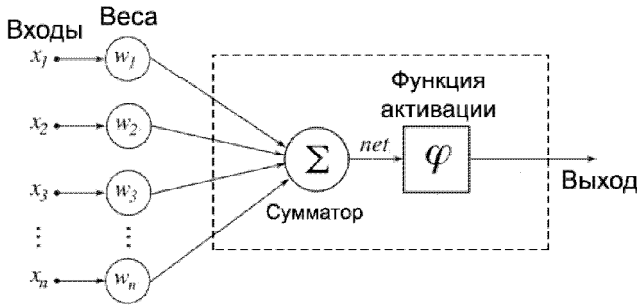 Входы
Веса
x1
w1
x2
w2
x3
w3
⋮
⋮
xn
wn
Σ
Сумматор
net
Функция
активации
φ
Выход